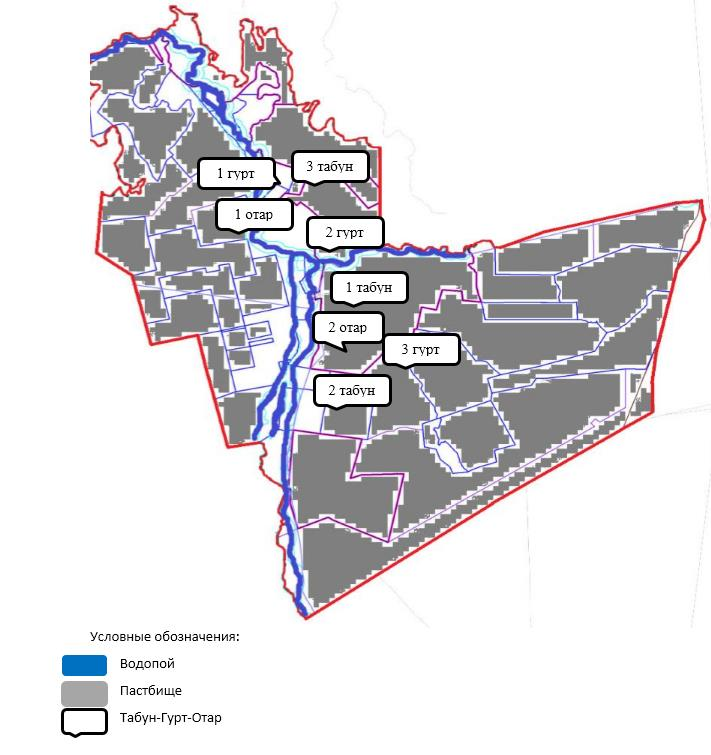 3 табун
1 гурт
1 отар
2 гурт
1 табун
2 отар
3 гурт
2 табун
Условные обозначения:
Водопой
Пастбище
Табун-Гурт-Отар